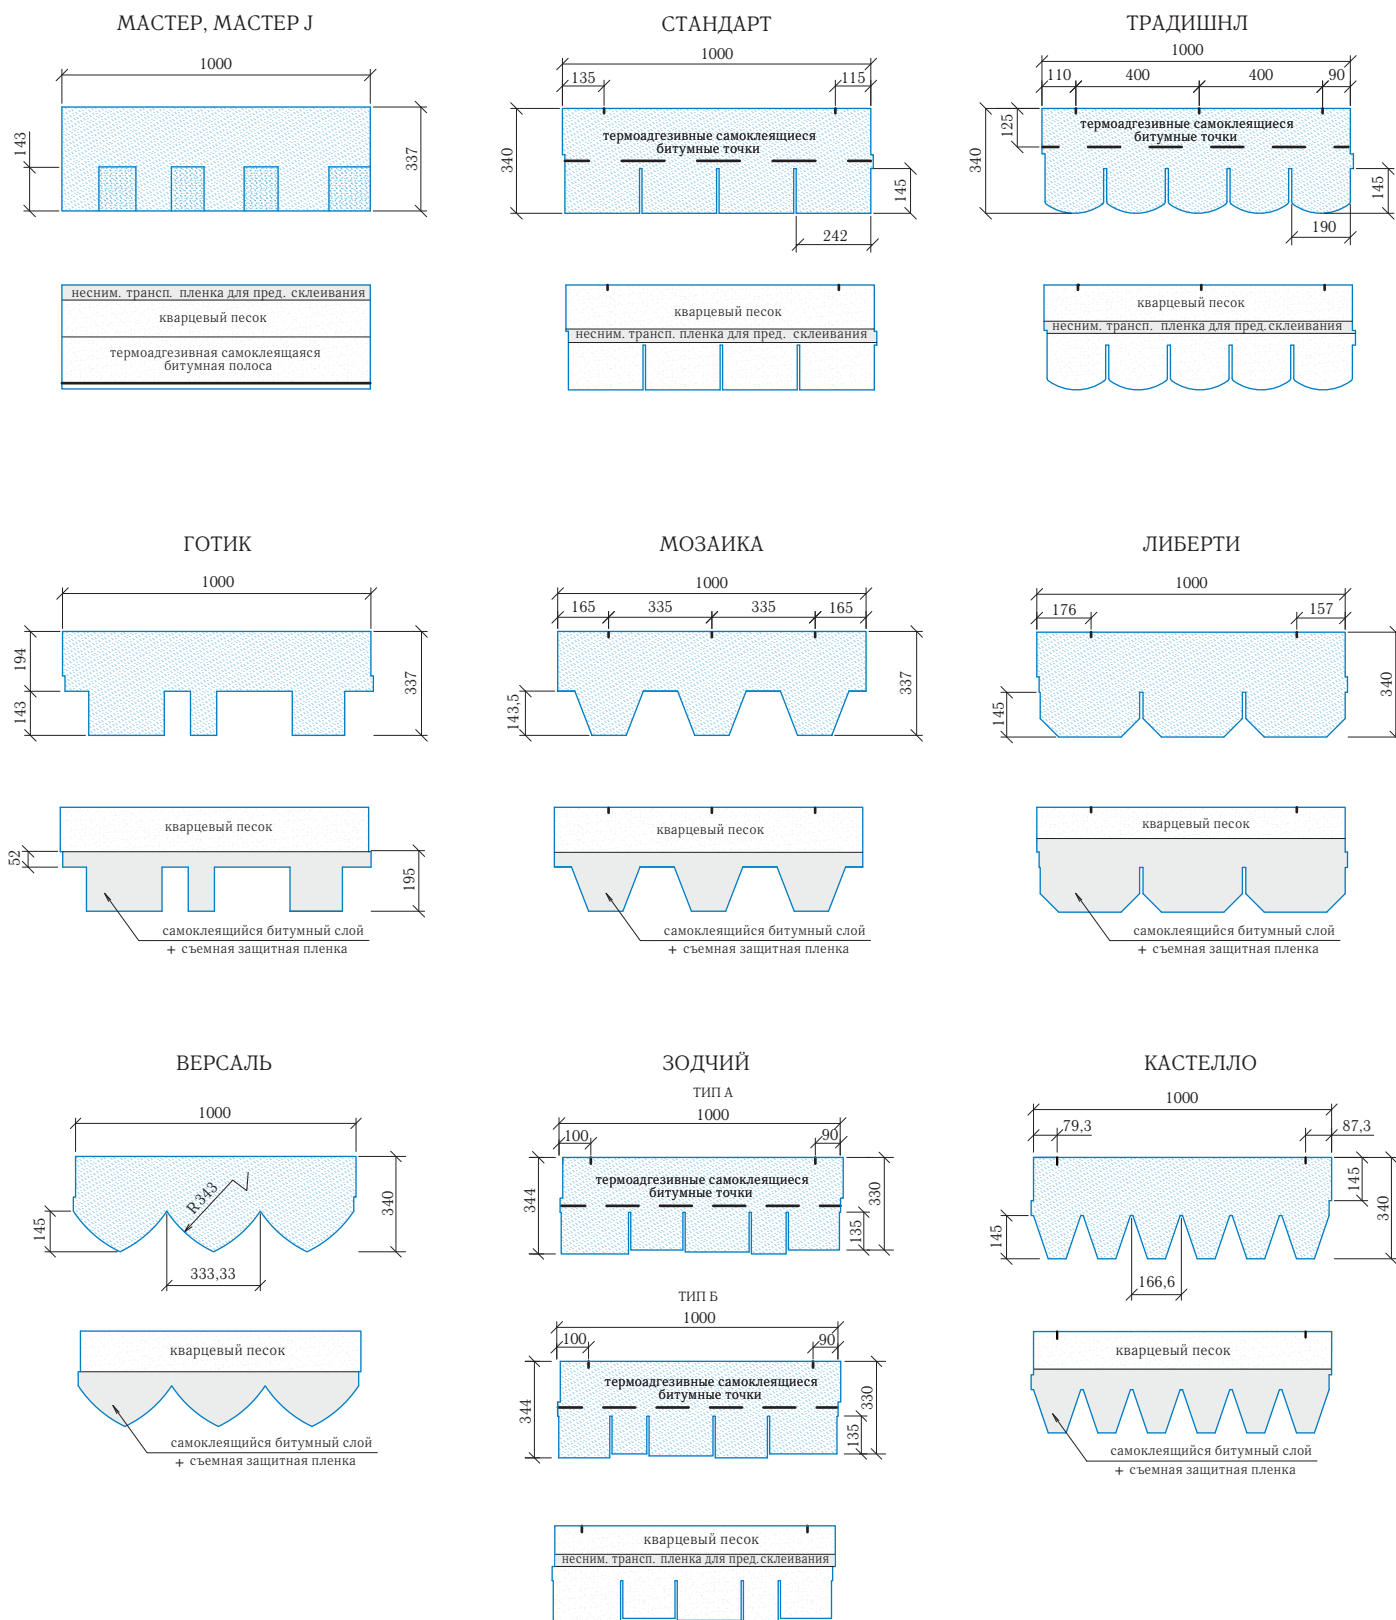 МАСТЕР, МАСТЕР J
1000
143
337
несним. трансп. пленка для пред. склеивания
кварцевый песок
термоадгезивная самоклеящаяся
битумная полоса
СТАНДАРТ
1000
135
115
340
термоадгезивные самоклеящиеся
битумные точки
145
242
кварцевый песок
несним. трансп. пленка для пред. склеивания
ТРАДИШНЛ
1000
110
400
400
90
125
340
термоадгезивные самоклеящиеся
битумные точки
145
190
кварцевый песок
несним. трансп. пленка для пред. склеивания
ГОТИК
1000
194
143
337
кварцевый песок
52
195
самоклеящийся битумный слой
+ съемная защитная пленка
МОЗАИКА
1000
165
335
335
165
143,5
337
кварцевый песок
самоклеящийся битумный слой
+ съемная защитная пленка
ЛИБЕРТИ
1000
176
157
145
340
кварцевый песок
самоклеящийся битумный слой
+ съемная защитная пленка
ВЕРСАЛЬ
1000
R 343
145
340
333,33
кварцевый песок
самоклеящийся битумный слой
+ съемная защитная пленка
ЗОДЧИЙ
ТИП А
1000
100
90
344
термоадгезивные самоклеящиеся
битумные точки
135
330
ТИП Б
1000
100
90
344
термоадгезивные самоклеящиеся
битумные точки
135
330
кварцевый песок
несним. трансп. пленка для пред. склеивания
КАСТЕЛЛО
1000
79,3
87,3
145
145
340
166,6
кварцевый песок
самоклеящийся битумный слой
+ съемная защитная пленка